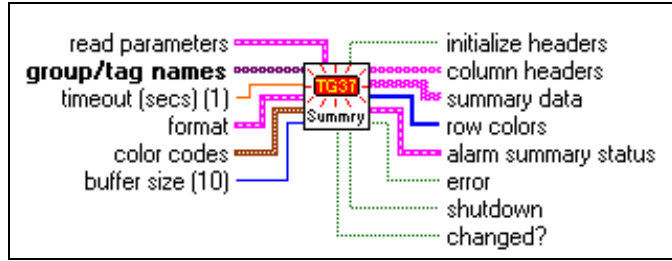 read parameters
group/tag names
timeout (secs) (1)
format
color codes
buffer size (10)
TG37
Summry
initialize headers
column headers
summary data
row colors
alarm summary status
error
shutdown
changed?